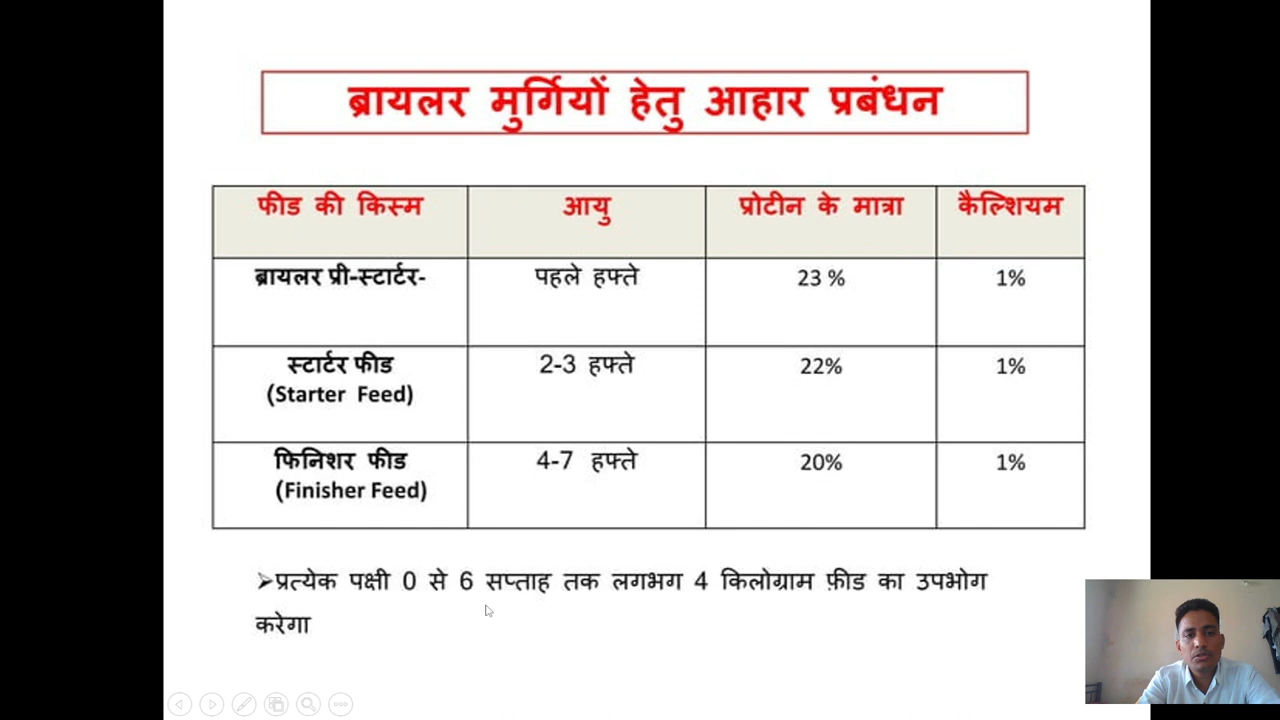 ब्रायलर मुर्गियों हेतु आहार प्रबंधन
फीड की किस्म आयु प्रोटीन के मात्रा कैल्शियम
ब्रायलर प्री-स्टार्टर- पहले हफ्ते 23 % 1%
स्टार्टर फीड 2-3 हफ्ते 22% 1%
(Starter Feed)
फिनिशर फीड 4-7 हफ्ते 20% 1%
(Finisher Feed)
➢प्रत्येक पक्षी 0 से 6 सप्ताह तक लगभग 4 किलोग्राम फ़ीड का उपभोग
करेगा